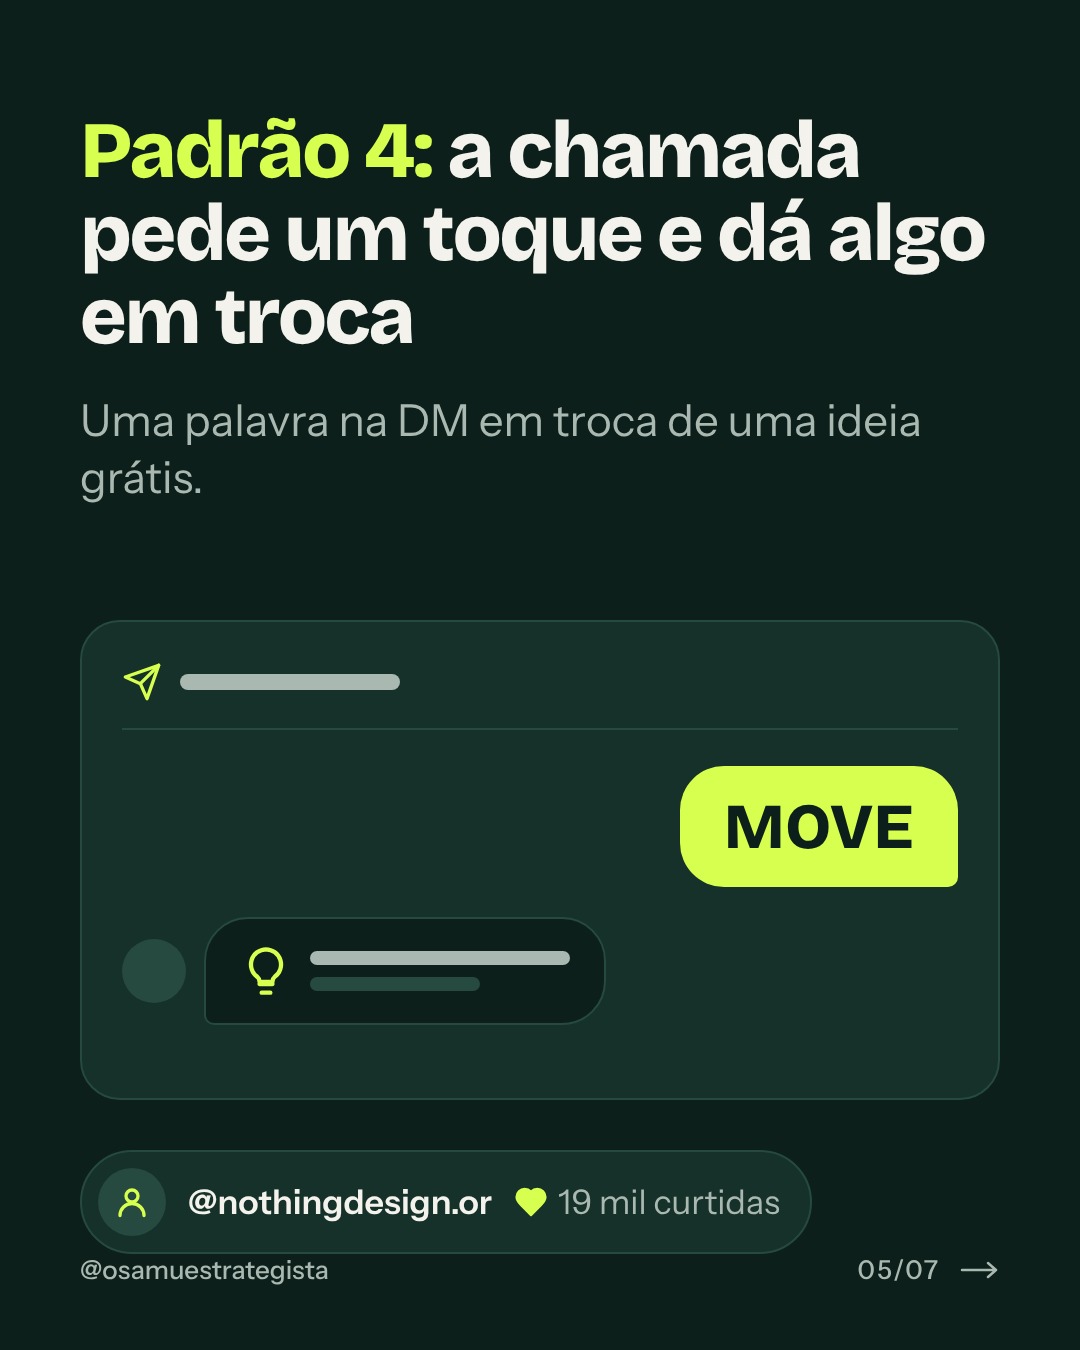 Padrão 4: a chamada
pede um toque e dá algo
em troca
Uma palavra na DM em troca de uma ideia
grátis.
MOVE
@nothingdesign.or 19 mil curtidas
@osamuestrategista
05/07